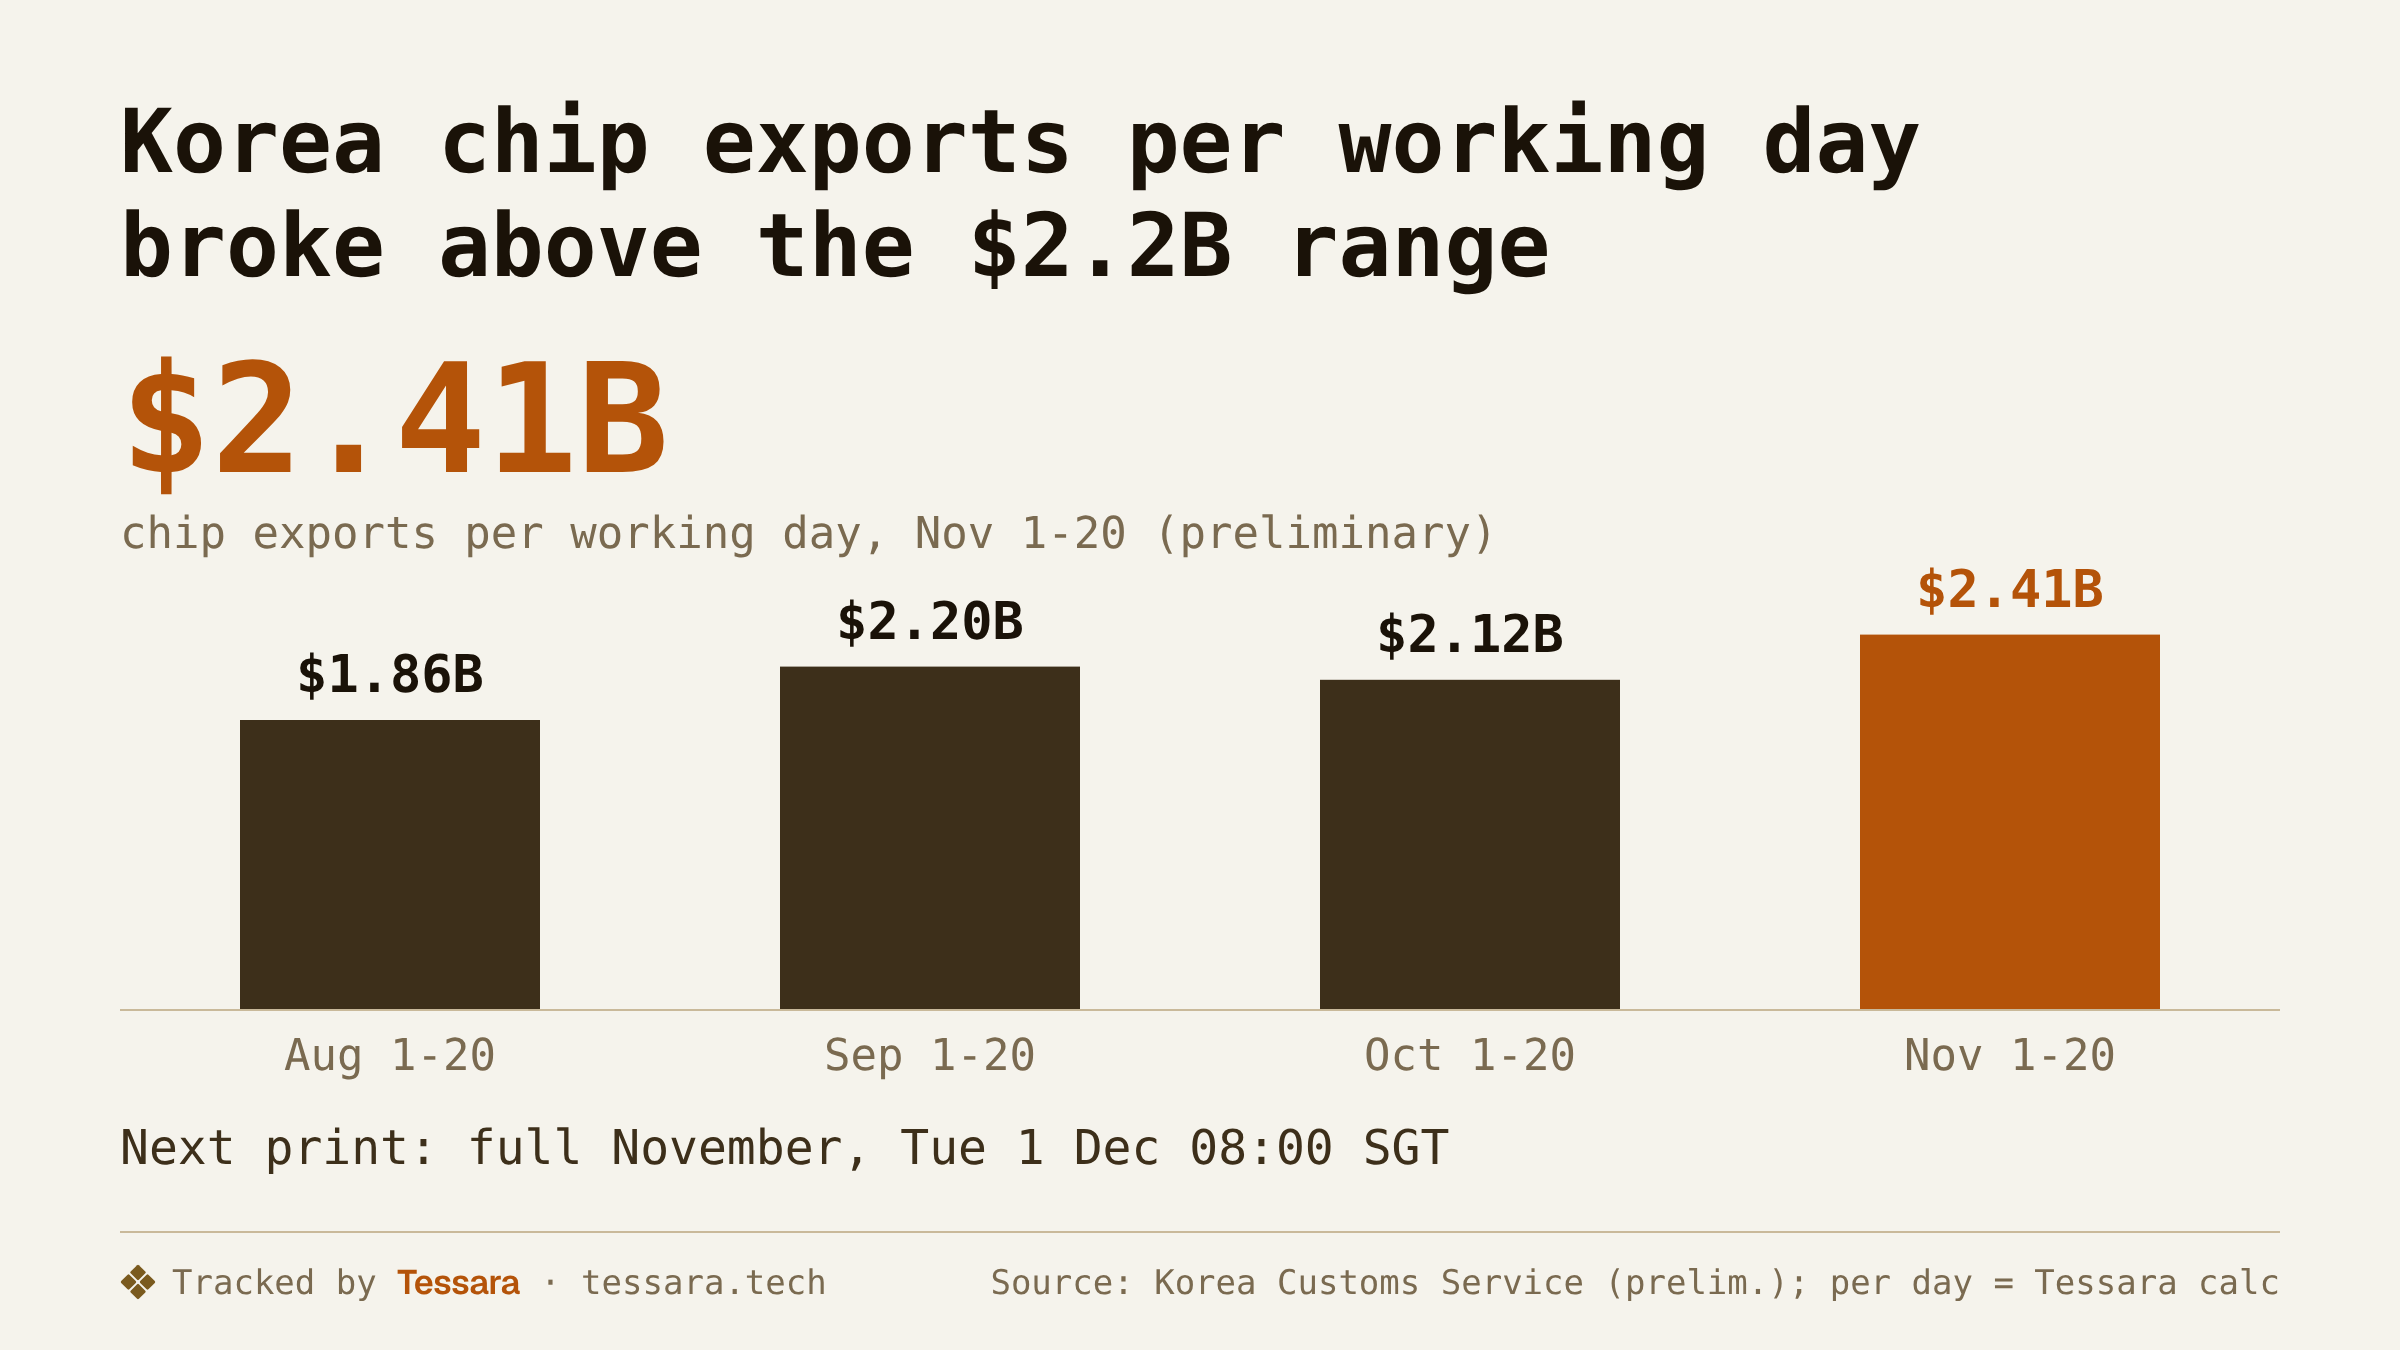 Korea chip exports per working day
broke above the $2.2B range
$2.41B
chip exports per working day, Nov 1-20 (preliminary)
$1.86B
$2.20B
$2.12B
$2.41B
Aug 1-20
Sep 1-20
Oct 1-20
Nov 1-20
Next print: full November, Tue 1 Dec 08:00 SGT
Tracked by Tessara · tessara.tech
Source: Korea Customs Service (prelim.); per day = Tessara calc